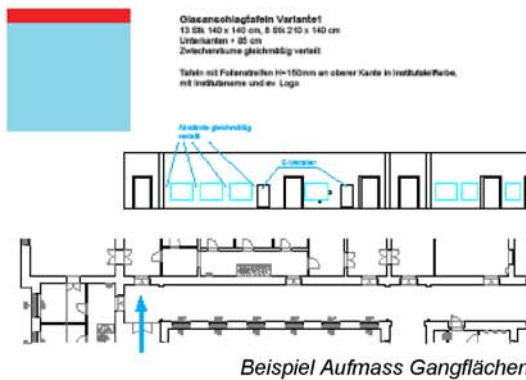 Glasanschlagtafeln Variante1
13 Stk 140 x 140 cm, 8 Stk 210 x 140 cm
Unterkanten + 85 cm
Zwischenräume gleichmäßig verteilt
Tafeln mit Folienstreifen H=150mm an oberer Kante in Institutsleitfarbe,
mit Institutsname und ev. Logo
Abstände gleichmäßig
verteilt
E-Verteiler
Beispiel Aufmass Gangflächen